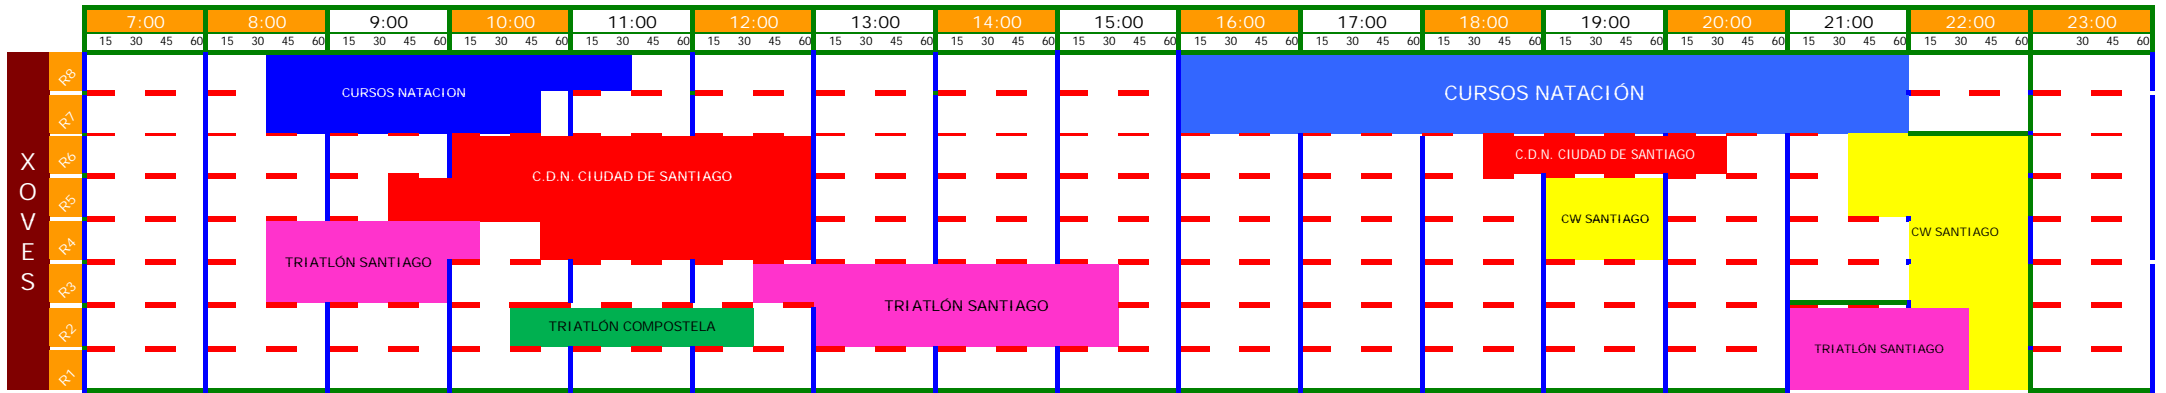 7:00 8:00 9:00 10:00 11:00 12:00 13:00 14:00 15:00 16:00 17:00 18:00 19:00 20:00 21:00 22:00 23:00
15 30 45 60 15 30 45 60 15 30 45 60 15 30 45 60 15 30 45 60 15 30 45 60 15 30 45 60 15 30 45 60 15 30 45 60 15 30 45 60 15 30 45 60 15 30 45 60 15 30 45 60 15 30 45 60 15 30 45 60 15 30 45 60 30 45 60
XOVES
R8
CURSOS NATACION
CURSOS NATACIÓN
R7
R6
C.D.N. CIUDAD DE SANTIAGO
C.D.N. CIUDAD DE SANTIAGO
R5
CW SANTIAGO
R4
CW SANTIAGO
TRIATLÓN SANTIAGO
R3
TRIATLÓN SANTIAGO
R2
TRIATLÓN COMPOSTELA
TRIATLÓN SANTIAGO
R1